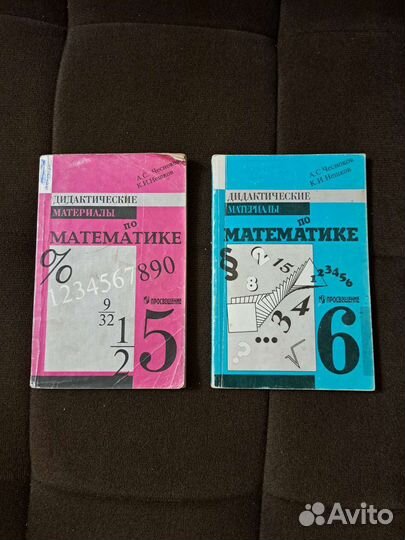 А.С. Чесноков
К.И. Нешков
ДИДАКТИЧЕСКИЕ
МАТЕРИАЛЫ
по
МАТЕМАТИКЕ
%
1234567890
ПРОСВЕЩЕНИЕ
9
32
1
2
5
А.С. Чесноков
К.И. Нешков
ДИДАКТИЧЕСКИЕ
МАТЕРИАЛЫ
по
МАТЕМАТИКЕ
§
15
123456
8
ПРОСВЕЩЕНИЕ
3 4
?
√
6
Avito